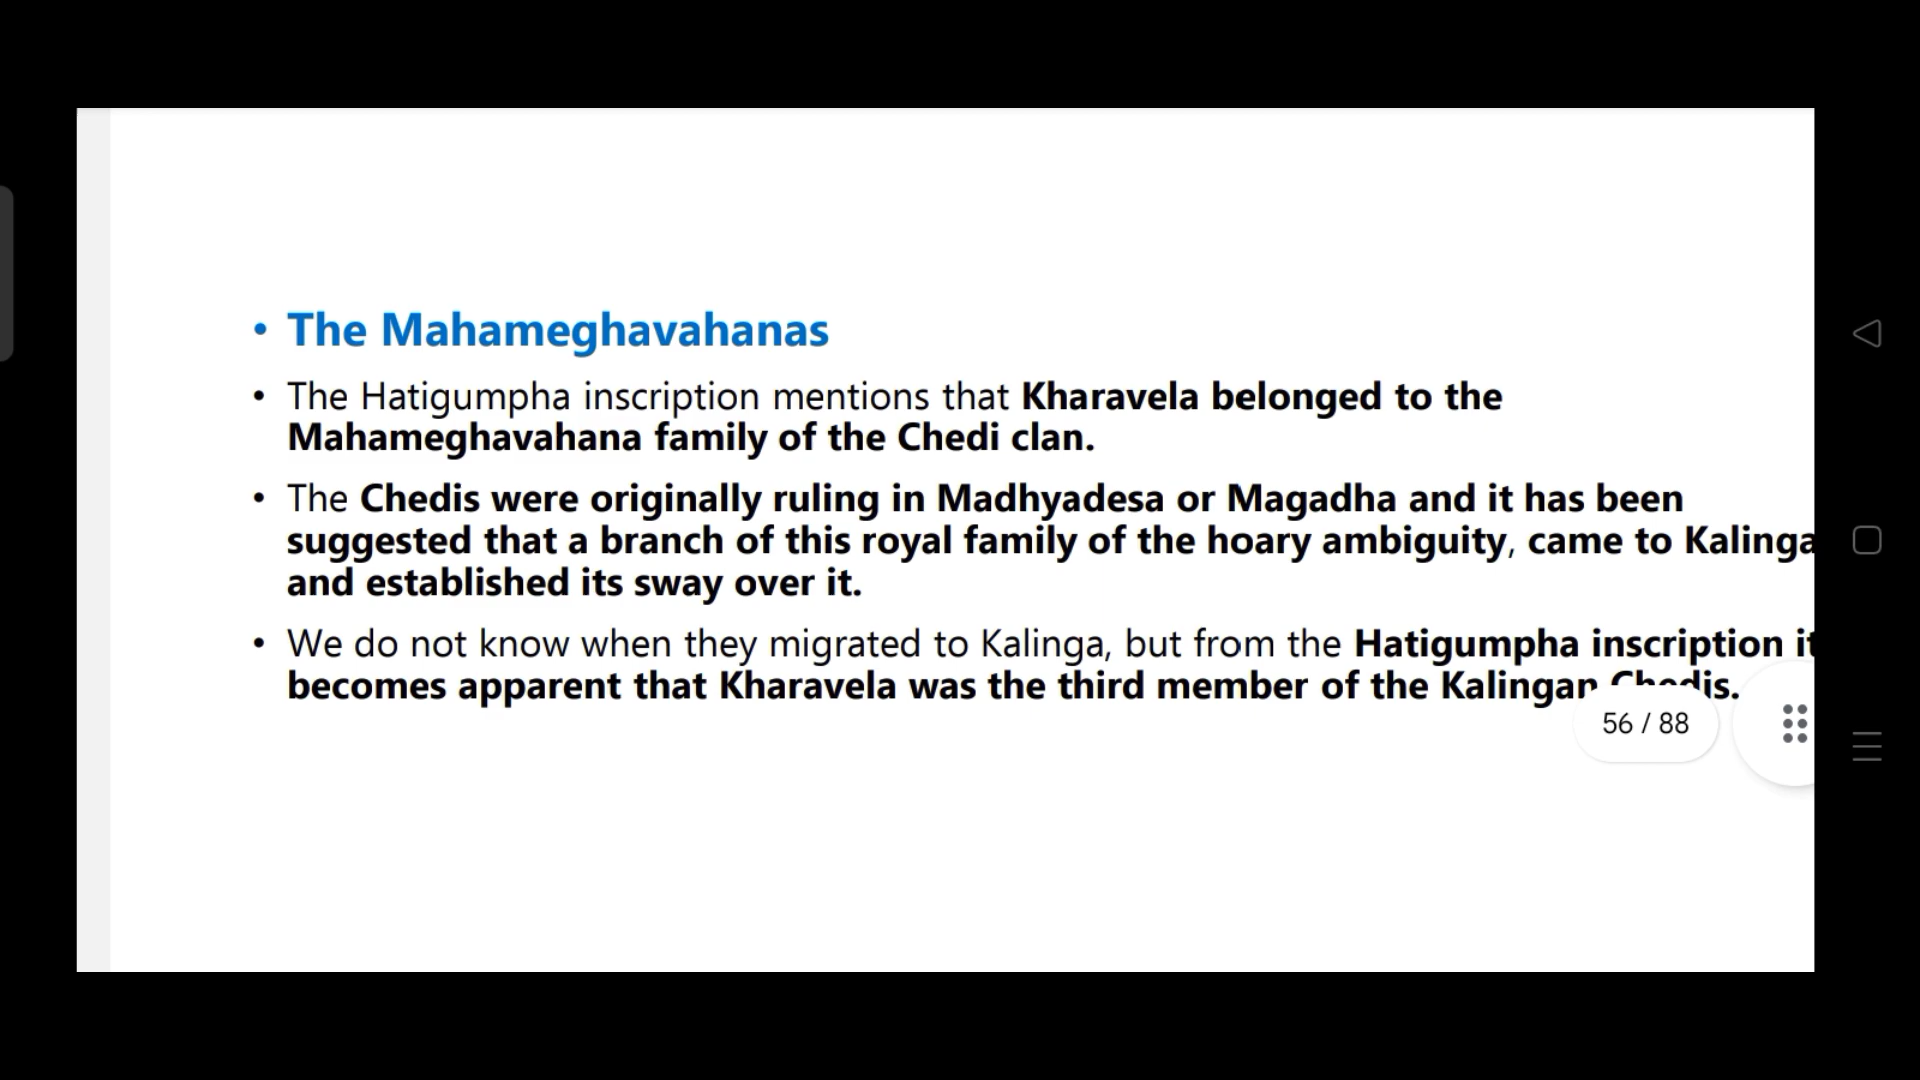 • The Mahameghavahanas
• The Hatigumpha inscription mentions that Kharavela belonged to the
Mahameghavahana family of the Chedi clan.
• The Chedis were originally ruling in Madhyadesa or Magadha and it has been
suggested that a branch of this royal family of the hoary ambiguity, came to Kalinga
and established its sway over it.
• We do not know when they migrated to Kalinga, but from the Hatigumpha inscription it
becomes apparent that Kharavela was the third member of the Kalingan Chedis.
56 / 88